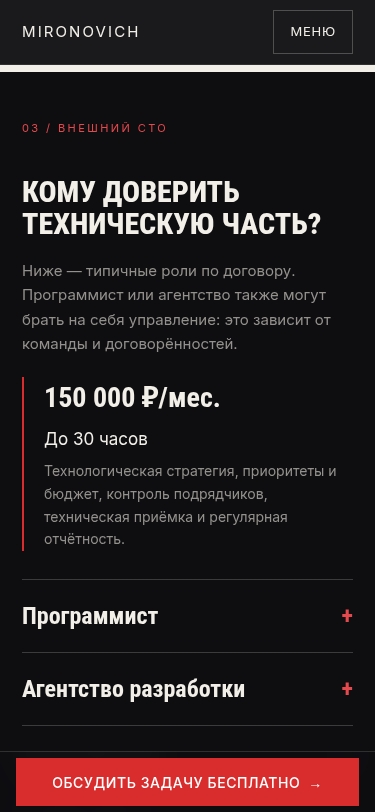 MIRONOVICH
МЕНЮ
03 / ВНЕШНИЙ СТО
КОМУ ДОВЕРИТЬ
ТЕХНИЧЕСКУЮ ЧАСТЬ?
Ниже — типичные роли по договору.
Программист или агентство также могут
брать на себя управление: это зависит от
команды и договорённостей.
150 000 ₽/мес.
До 30 часов
Технологическая стратегия, приоритеты и
бюджет, контроль подрядчиков,
техническая приёмка и регулярная
отчётность.
Программист +
Агентство разработки +
ОБСУДИТЬ ЗАДАЧУ БЕСПЛАТНО →